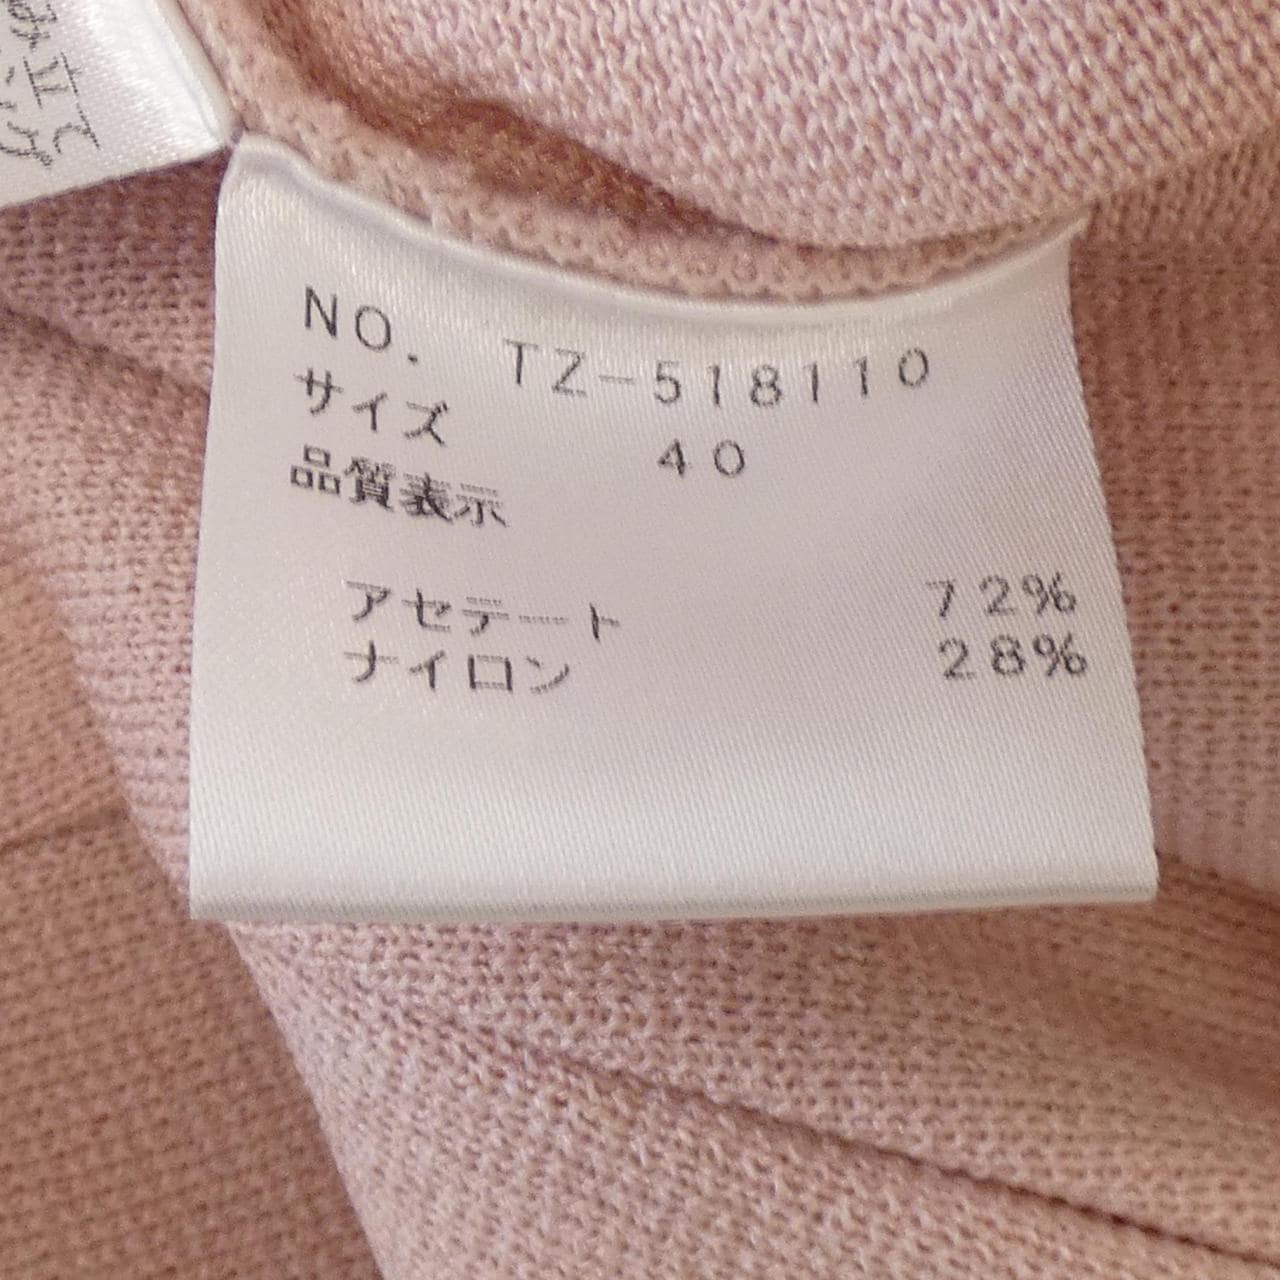 NO. TZ-518110
サイズ 40
品質表示
アセテート 72%
ナイロン 28%